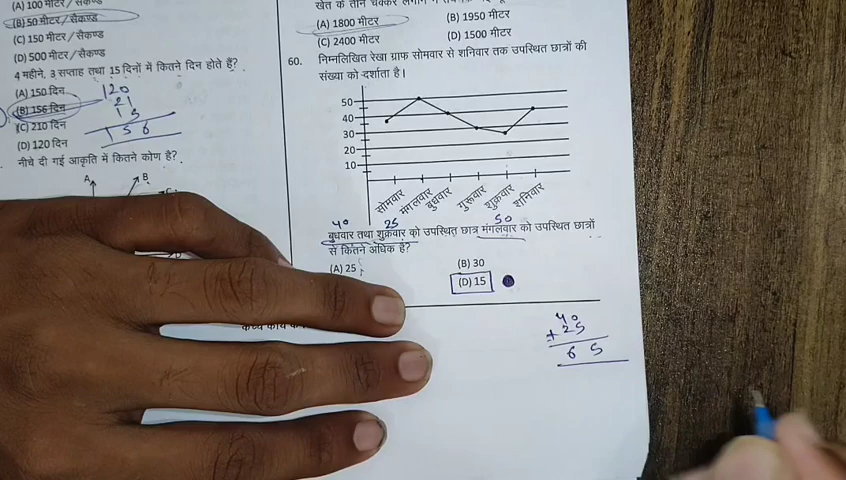 (A) 100 मीटर/सैकण्ड
(B) 50 मीटर/सैकण्ड
(C) 150 मीटर/सैकण्ड
(D) 500 मीटर/सैकण्ड
4 महीने, 3 सप्ताह तथा 15 दिनों में कितने दिन होते हैं?
(A) 150 दिन
(B) 156 दिन
(C) 210 दिन
(D) 120 दिन
120
21
15
156
नीचे दी गई आकृति में कितने कोण है?
A
B
खेत के तीन चक्कर लगाने
(A) 1800 मीटर
(B) 1950 मीटर
(C) 2400 मीटर
(D) 1500 मीटर
60. निम्नलिखित रेखा ग्राफ सोमवार से शनिवार तक उपस्थित छात्रों की
संख्या को दर्शाता है।
50
40
30
20
10
सोमवार
मंगलवार
बुधवार
गुरूवार
शुक्रवार
शनिवार
40 25 50
बुधवार तथा शुक्रवार को उपस्थित छात्र मंगलवार को उपस्थित छात्रों
से कितने अधिक हैं?
(A) 25
(B) 30
(D) 15
40
+ 25
65